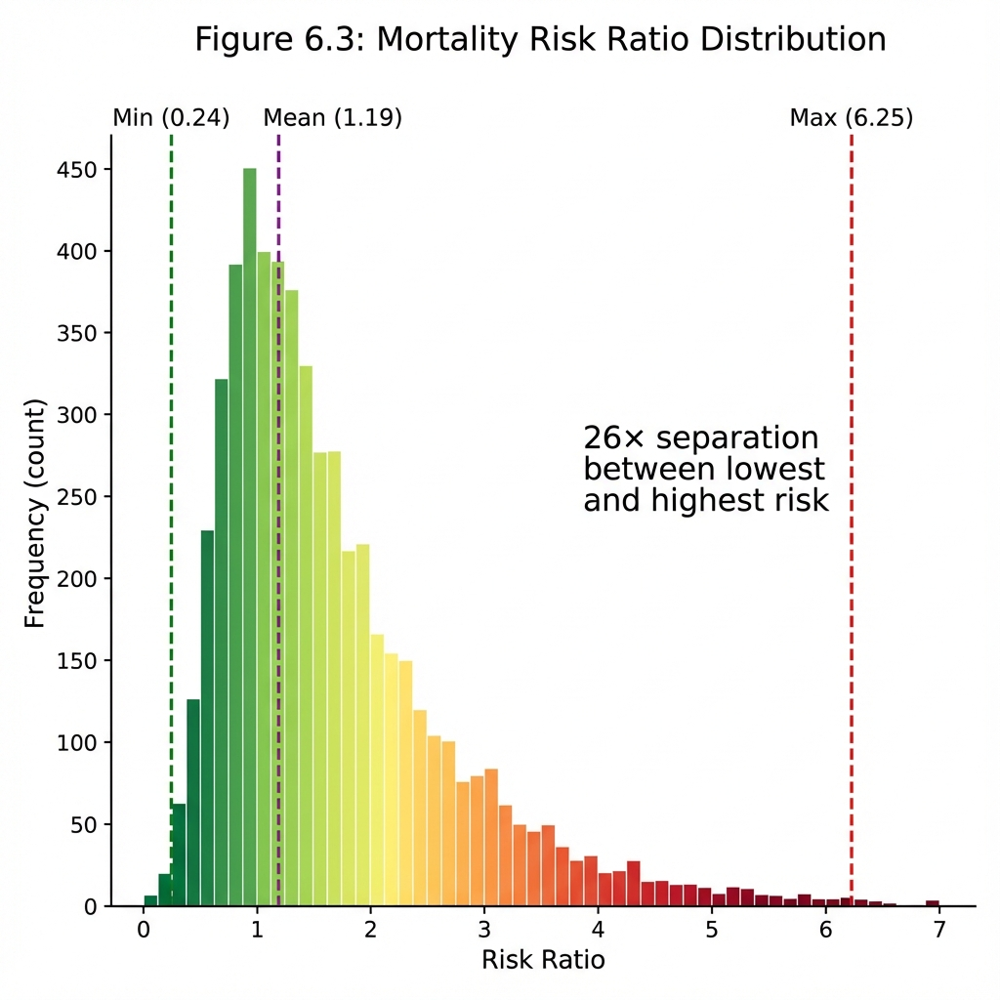 Figure 6.3: Mortality Risk Ratio Distribution
Min (0.24)
Mean (1.19)
Max (6.25)
450
400
350
300
250
200
150
100
50
0
Frequency (count)
26× separation
between lowest
and highest risk
0
1
2
3
4
5
6
7
Risk Ratio